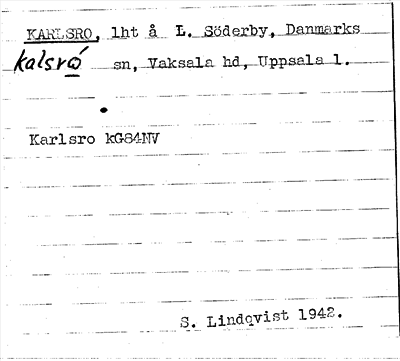 KARLSRO, lht å L. Söderby, Danmarks
kalsrω̄́ sn, Vaksala hd, Uppsala l.
Karlsro kG84NV
S. Lindqvist 1942.